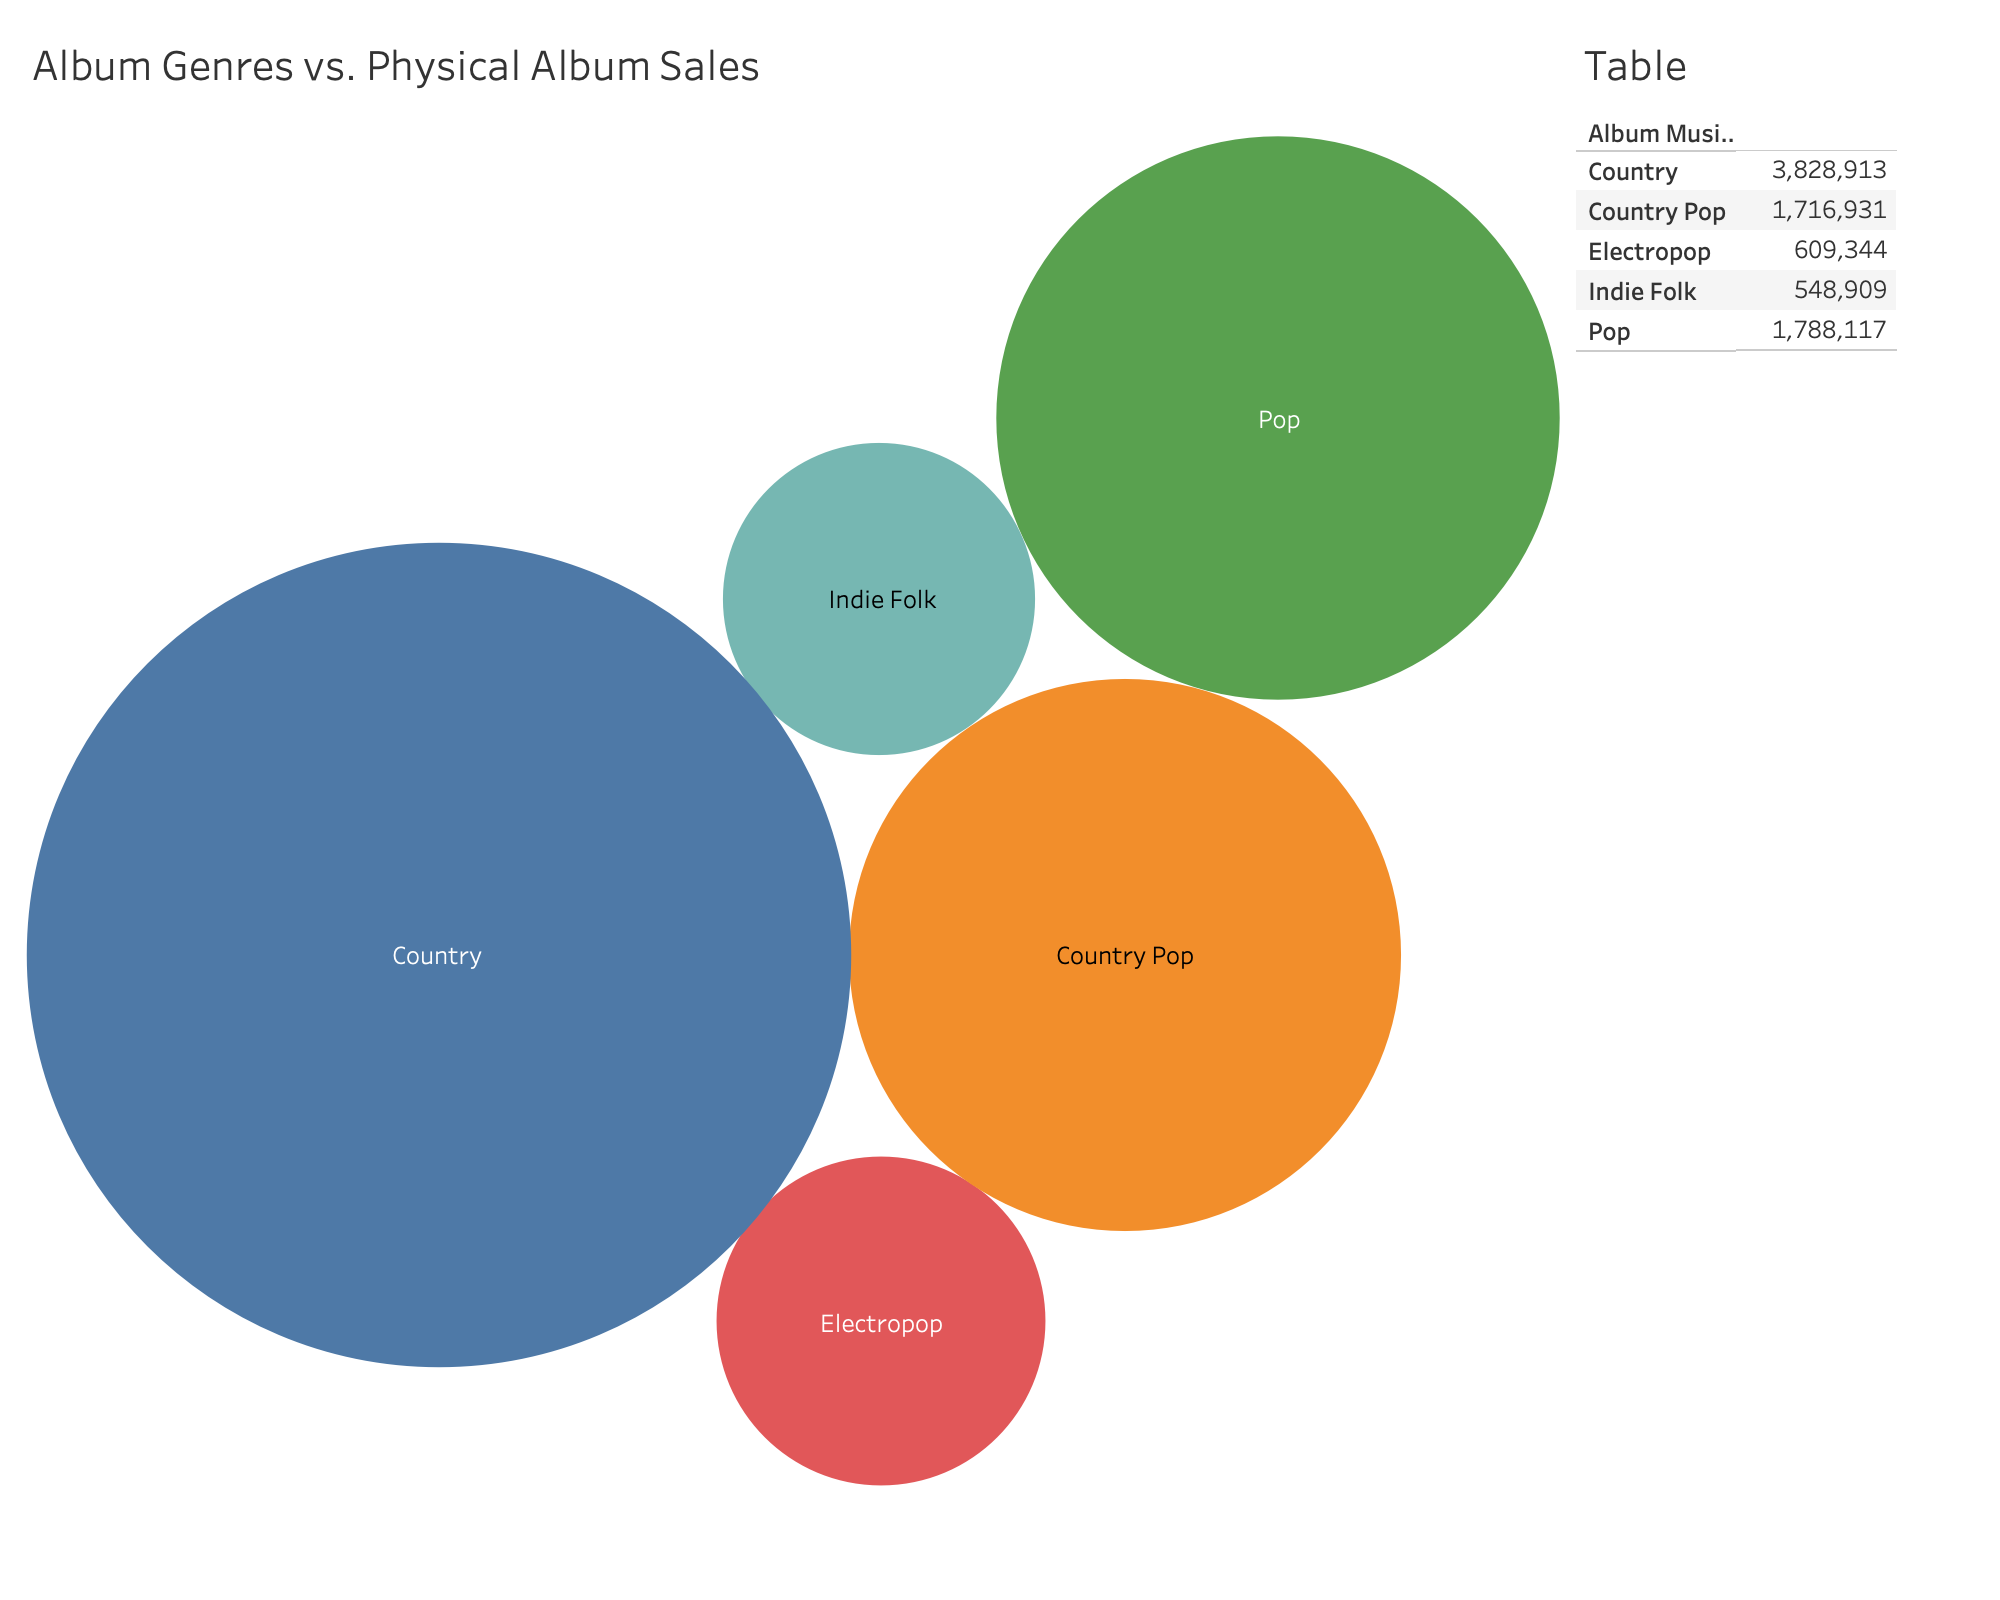 Album Genres vs. Physical Album Sales
Table
Album Musi..
Country 3,828,913
Country Pop 1,716,931
Electropop 609,344
Indie Folk 548,909
Pop 1,788,117
Pop
Indie Folk
Country
Country Pop
Electropop